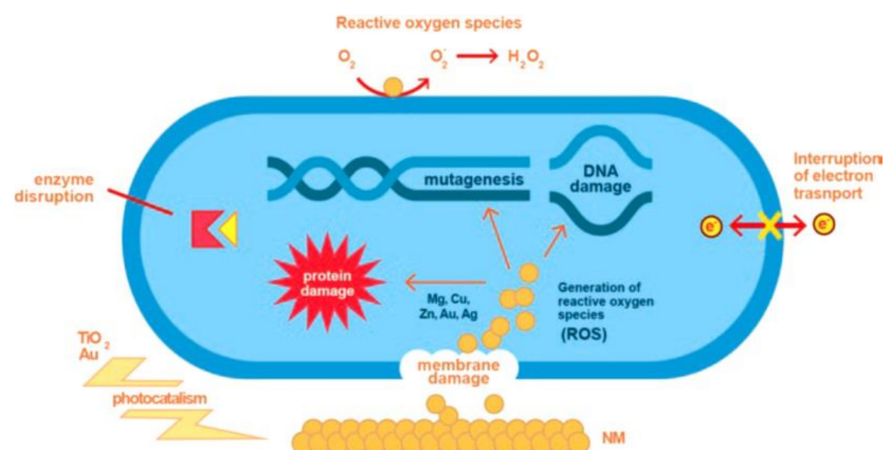 Reactive oxygen species
O2 O2- H2O2
enzyme
disruption
mutagenesis
DNA
damage
Interruption
of electron
trasnport
e- e-
protein
damage
Mg, Cu,
Zn, Au, Ag
Generation of
reactive oxygen
species
(ROS)
TiO2
Au
membrane
damage
photocatalism
NM